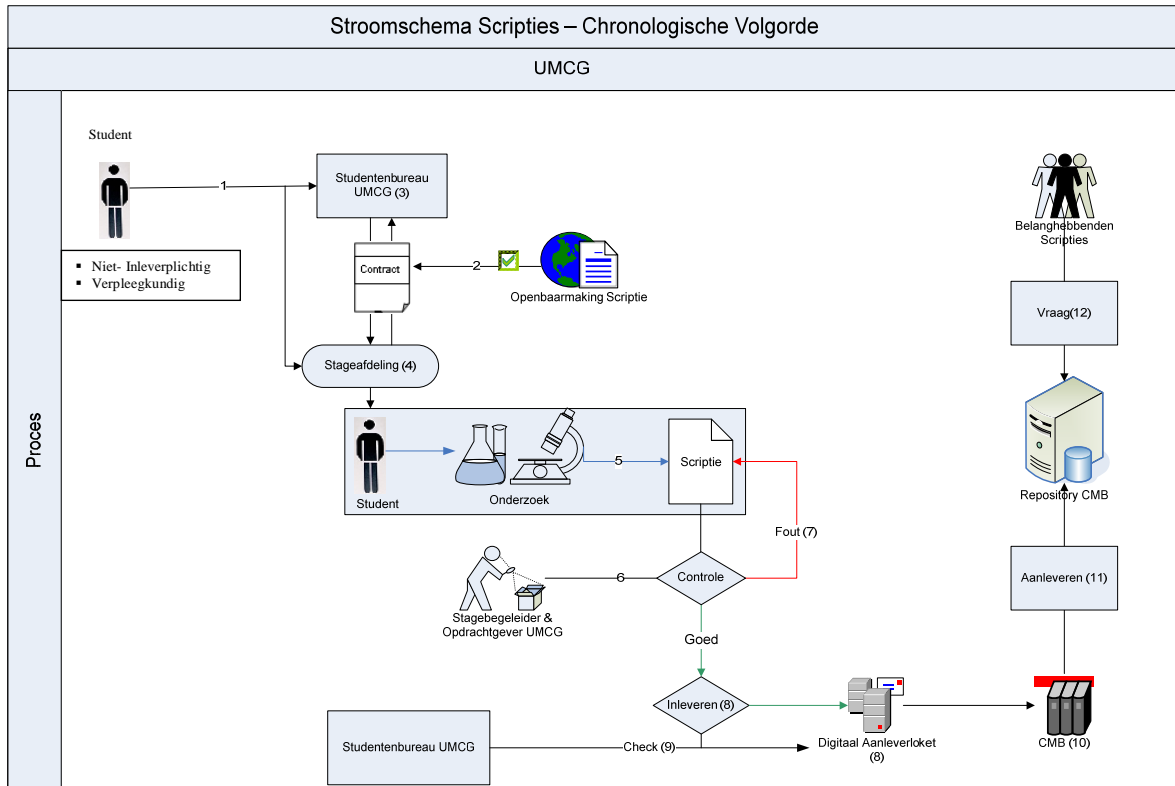 Stroomschema Scripties – Chronologische Volgorde
UMCG
Proces
Student
1
Studentenbureau
UMCG (3)
▪ Niet- Inleverplichtig
▪ Verpleegkundig
Contract
2
Openbaarmaking Scriptie
Stageafdeling (4)
Student
Onderzoek
5
Scriptie
Fout (7)
6
Controle
Stagebegeleider &
Opdrachtgever UMCG
Goed
Inleveren (8)
Studentenbureau UMCG
Check (9)
Digitaal Aanleverloket
(8)
CMB (10)
Aanleveren (11)
Repository CMB
Vraag(12)
Belanghebbenden
Scripties